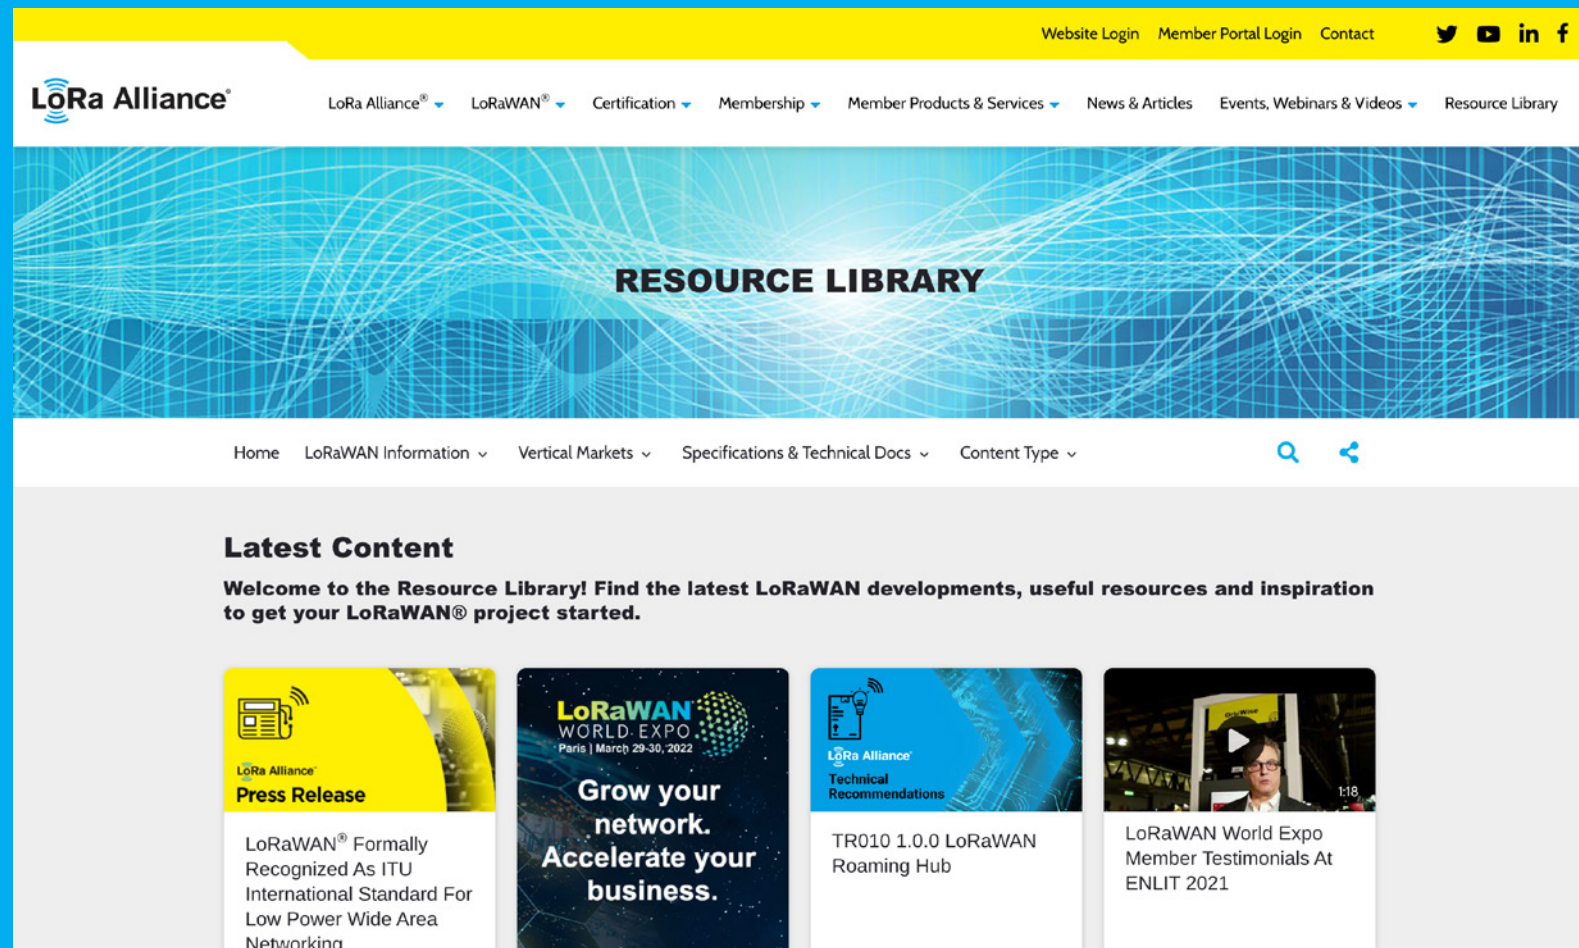 Website Login Member Portal Login Contact
LoRa Alliance®
LoRa Alliance® LoRaWAN® Certification Membership Member Products & Services News & Articles Events, Webinars & Videos Resource Library
RESOURCE LIBRARY
Home LoRaWAN Information Vertical Markets Specifications & Technical Docs Content Type
Latest Content
Welcome to the Resource Library! Find the latest LoRaWAN developments, useful resources and inspiration
to get your LoRaWAN® project started.
LoRa Alliance
Press Release
LoRaWAN® Formally
Recognized As ITU
International Standard For
Low Power Wide Area
Networking
LoRaWAN
WORLD EXPO
Paris | March 29-30, 2022
Grow your
network.
Accelerate your
business.
LoRa Alliance
Technical
Recommendations
TR010 1.0.0 LoRaWAN
Roaming Hub
1:18
LoRaWAN World Expo
Member Testimonials At
ENLIT 2021